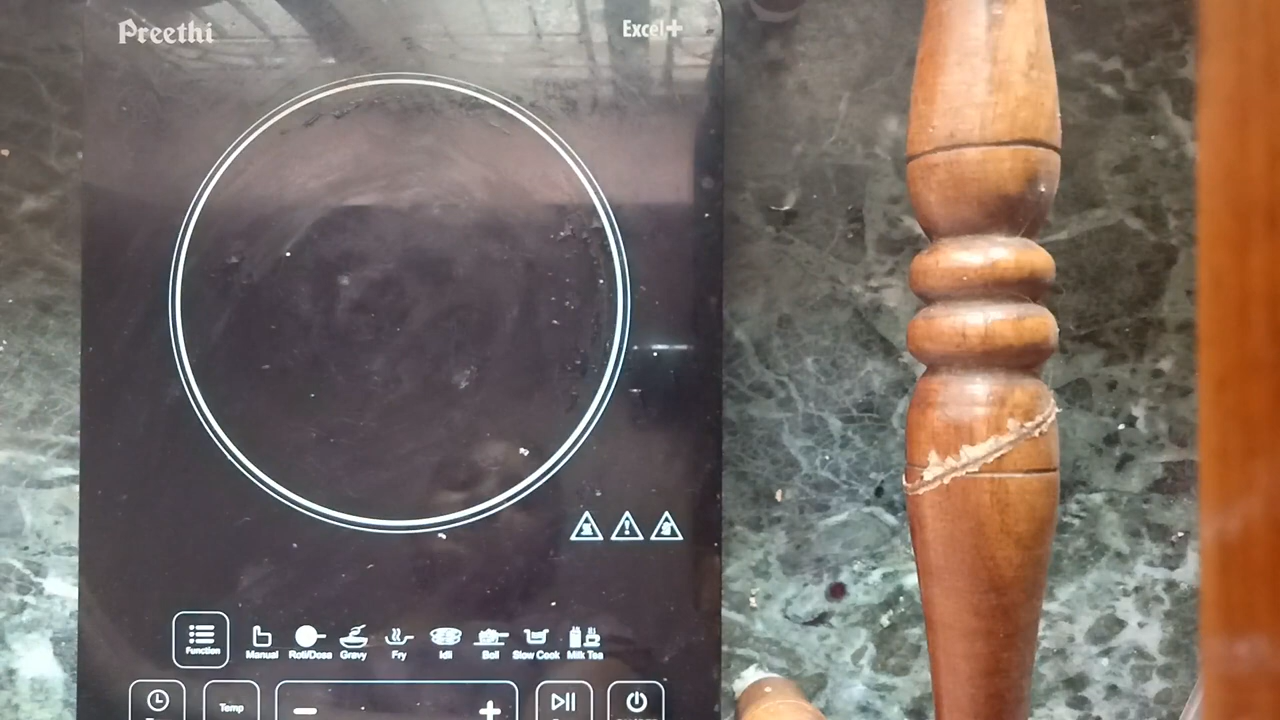 Preethi
Excel+
Function
Manual
Roti/Dosa
Gravy
Fry
Idli
Boil
Slow Cook
Milk Tea
Temp